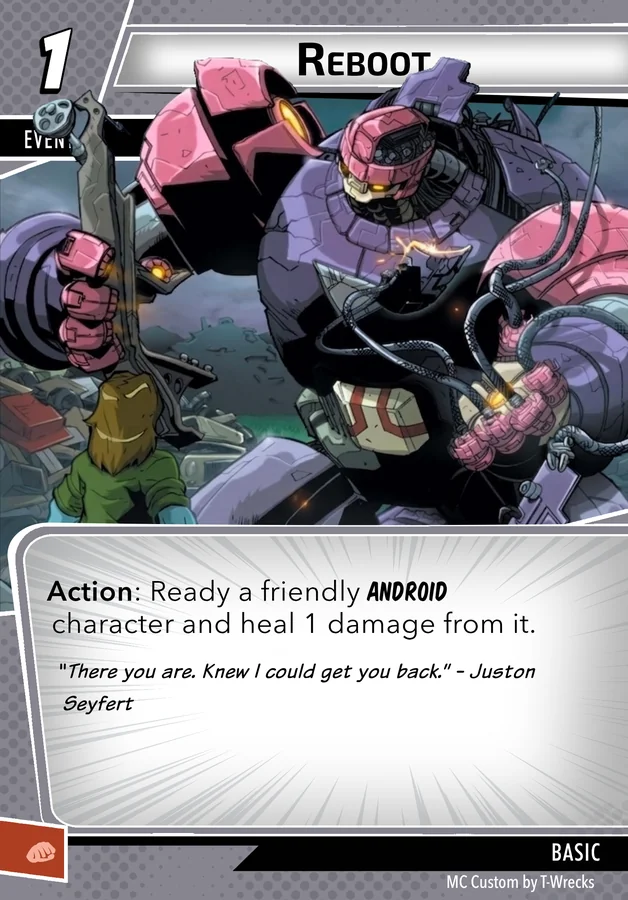 1
REBOOT
EVENT
Action: Ready a friendly ANDROID
character and heal 1 damage from it.
"There you are. Knew I could get you back." - Juston
Seyfert
BASIC
MC Custom by T-Wrecks